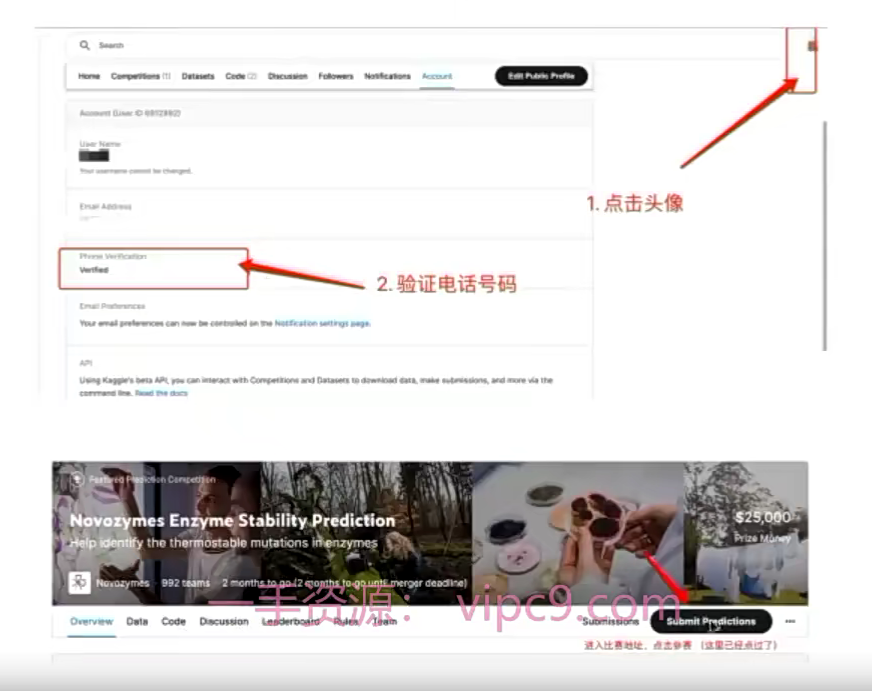 Search
Home Competitions (1) Datasets Code (2) Discussion Followers Notifications Account Edit Public Profile
User Name
Your username cannot be changed.
1. 点击头像
Email Address
Phone Verification
Verified
2. 验证电话号码
Email Preferences
Your email preferences can now be controlled on the Notification settings page.
API
Using Kaggle's beta API, you can interact with Competitions and Datasets to download data, make submissions, and more via the
command line. Read the docs
Featured Prediction Competition
Novozymes Enzyme Stability Prediction
$25,000
Help identify the thermostable mutations in enzymes
Prize Money
Novozymes · 992 teams · 2 months to go (2 months to go until merger deadline)
一手资源： vipc9.com
Overview Data Code Discussion Leaderboard Rules Team Submissions Submit Predictions ...
进入比赛地址，点击参赛 （这里已经点过了）